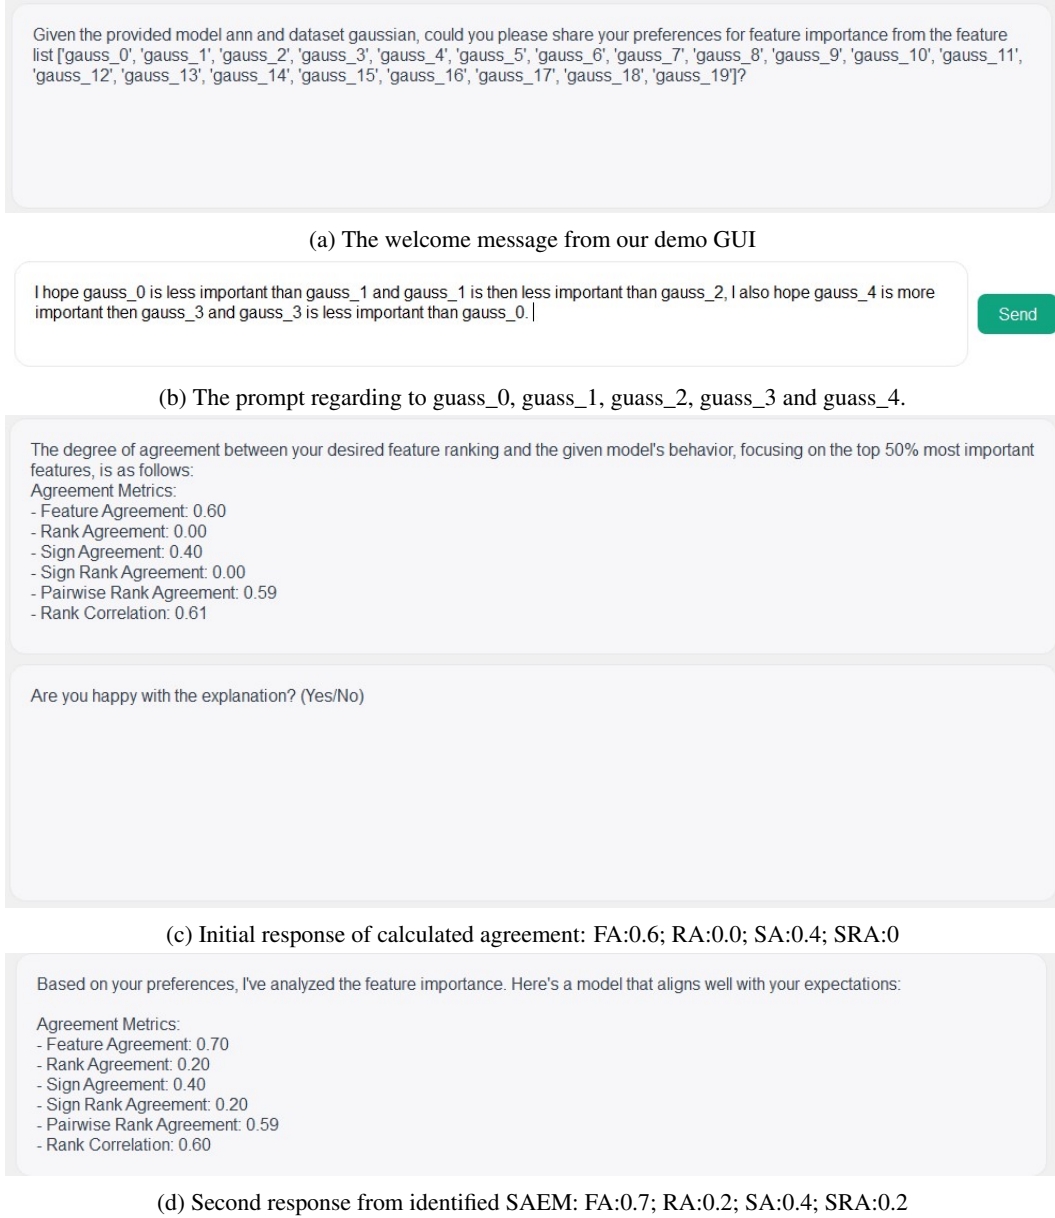 Given the provided model ann and dataset gaussian, could you please share your preferences for feature importance from the feature
list ['gauss_0', 'gauss_1', 'gauss_2', 'gauss_3', 'gauss_4', 'gauss_5', 'gauss_6', 'gauss_7', 'gauss_8', 'gauss_9', 'gauss_10', 'gauss_11',
'gauss_12', 'gauss_13', 'gauss_14', 'gauss_15', 'gauss_16', 'gauss_17', 'gauss_18', 'gauss_19']?
(a) The welcome message from our demo GUI
I hope gauss_0 is less important than gauss_1 and gauss_1 is then less important than gauss_2, I also hope gauss_4 is more
important then gauss_3 and gauss_3 is less important than gauss_0.
Send
(b) The prompt regarding to guass_0, guass_1, guass_2, guass_3 and guass_4.
The degree of agreement between your desired feature ranking and the given model's behavior, focusing on the top 50% most important
features, is as follows:
Agreement Metrics:
- Feature Agreement: 0.60
- Rank Agreement: 0.00
- Sign Agreement: 0.40
- Sign Rank Agreement: 0.00
- Pairwise Rank Agreement: 0.59
- Rank Correlation: 0.61
Are you happy with the explanation? (Yes/No)
(c) Initial response of calculated agreement: FA:0.6; RA:0.0; SA:0.4; SRA:0
Based on your preferences, I've analyzed the feature importance. Here's a model that aligns well with your expectations:
Agreement Metrics:
- Feature Agreement: 0.70
- Rank Agreement: 0.20
- Sign Agreement: 0.40
- Sign Rank Agreement: 0.20
- Pairwise Rank Agreement: 0.59
- Rank Correlation: 0.60
(d) Second response from identified SAEM: FA:0.7; RA:0.2; SA:0.4; SRA:0.2